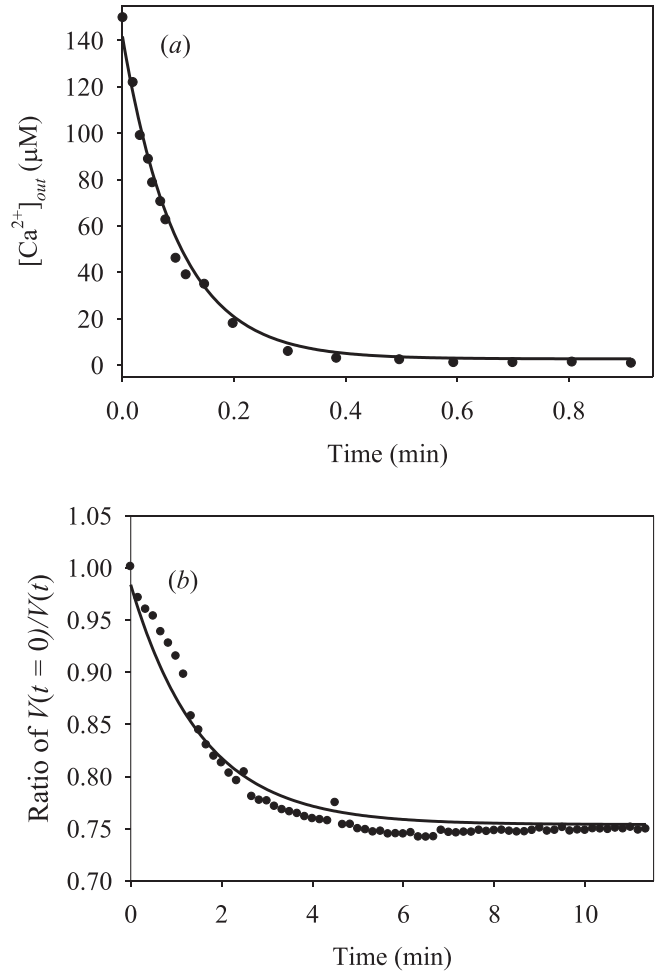 (a)
140
120
100
80
60
40
20
0
[Ca²⁺]out (μM)
0.0 0.2 0.4 0.6 0.8
Time (min)
1.05
(b)
1.00
0.95
0.90
0.85
0.80
0.75
0.70
Ratio of V(t = 0)/V(t)
0 2 4 6 8 10
Time (min)